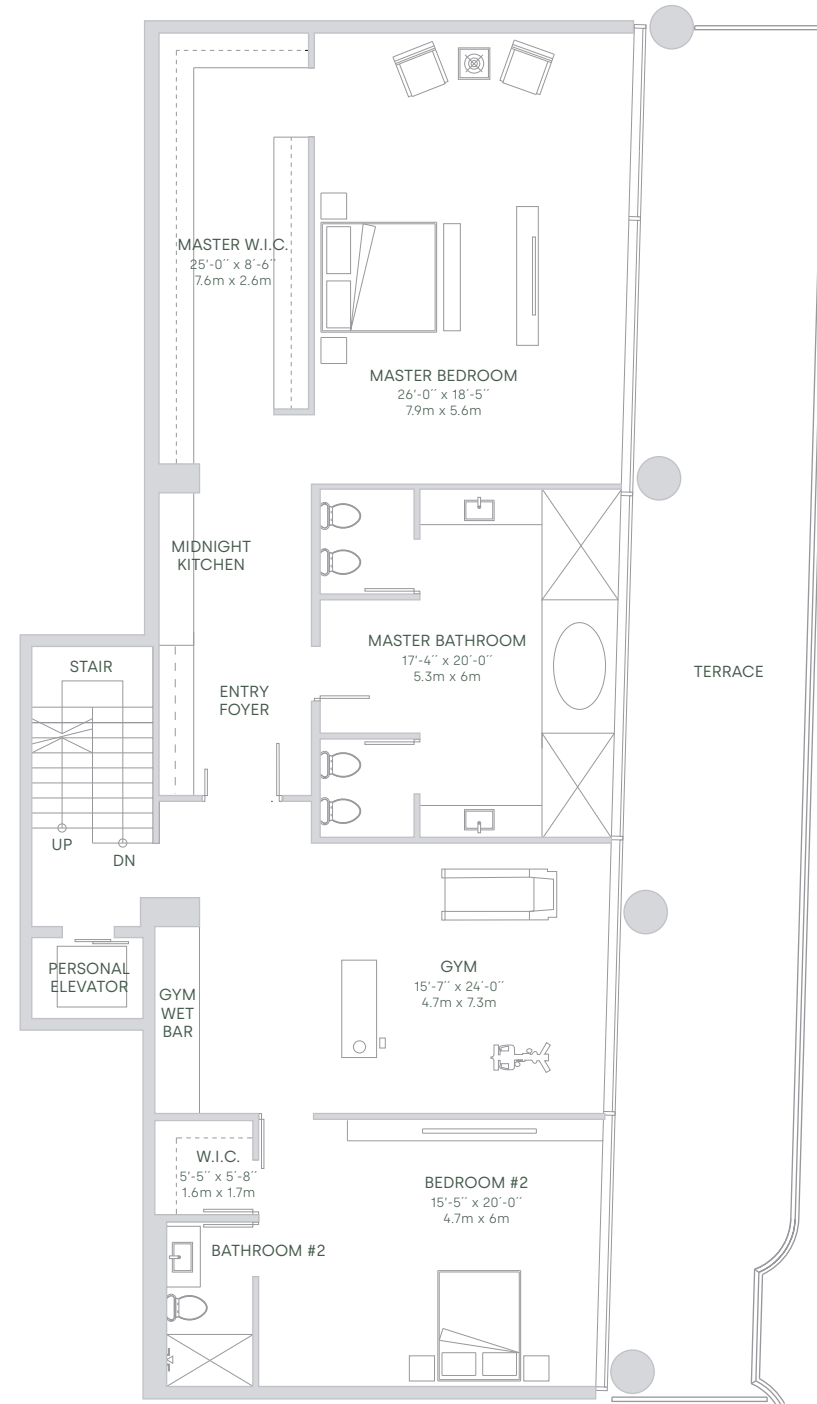 MASTER W.I.C.
25'-0´´ x 8´-6´´
7.6m x 2.6m
MASTER BEDROOM
26'-0´´ x 18´-5´´
7.9m x 5.6m
MIDNIGHT
KITCHEN
MASTER BATHROOM
17'-4´´ x 20´-0´´
5.3m x 6m
STAIR
TERRACE
ENTRY
FOYER
UP
DN
PERSONAL
ELEVATOR
GYM
15'-7´´ x 24´-0´´
4.7m x 7.3m
GYM
WET
BAR
W.I.C.
5'-5´´ x 5´-8´´
1.6m x 1.7m
BEDROOM #2
15'-5´´ x 20´-0´´
4.7m x 6m
BATHROOM #2